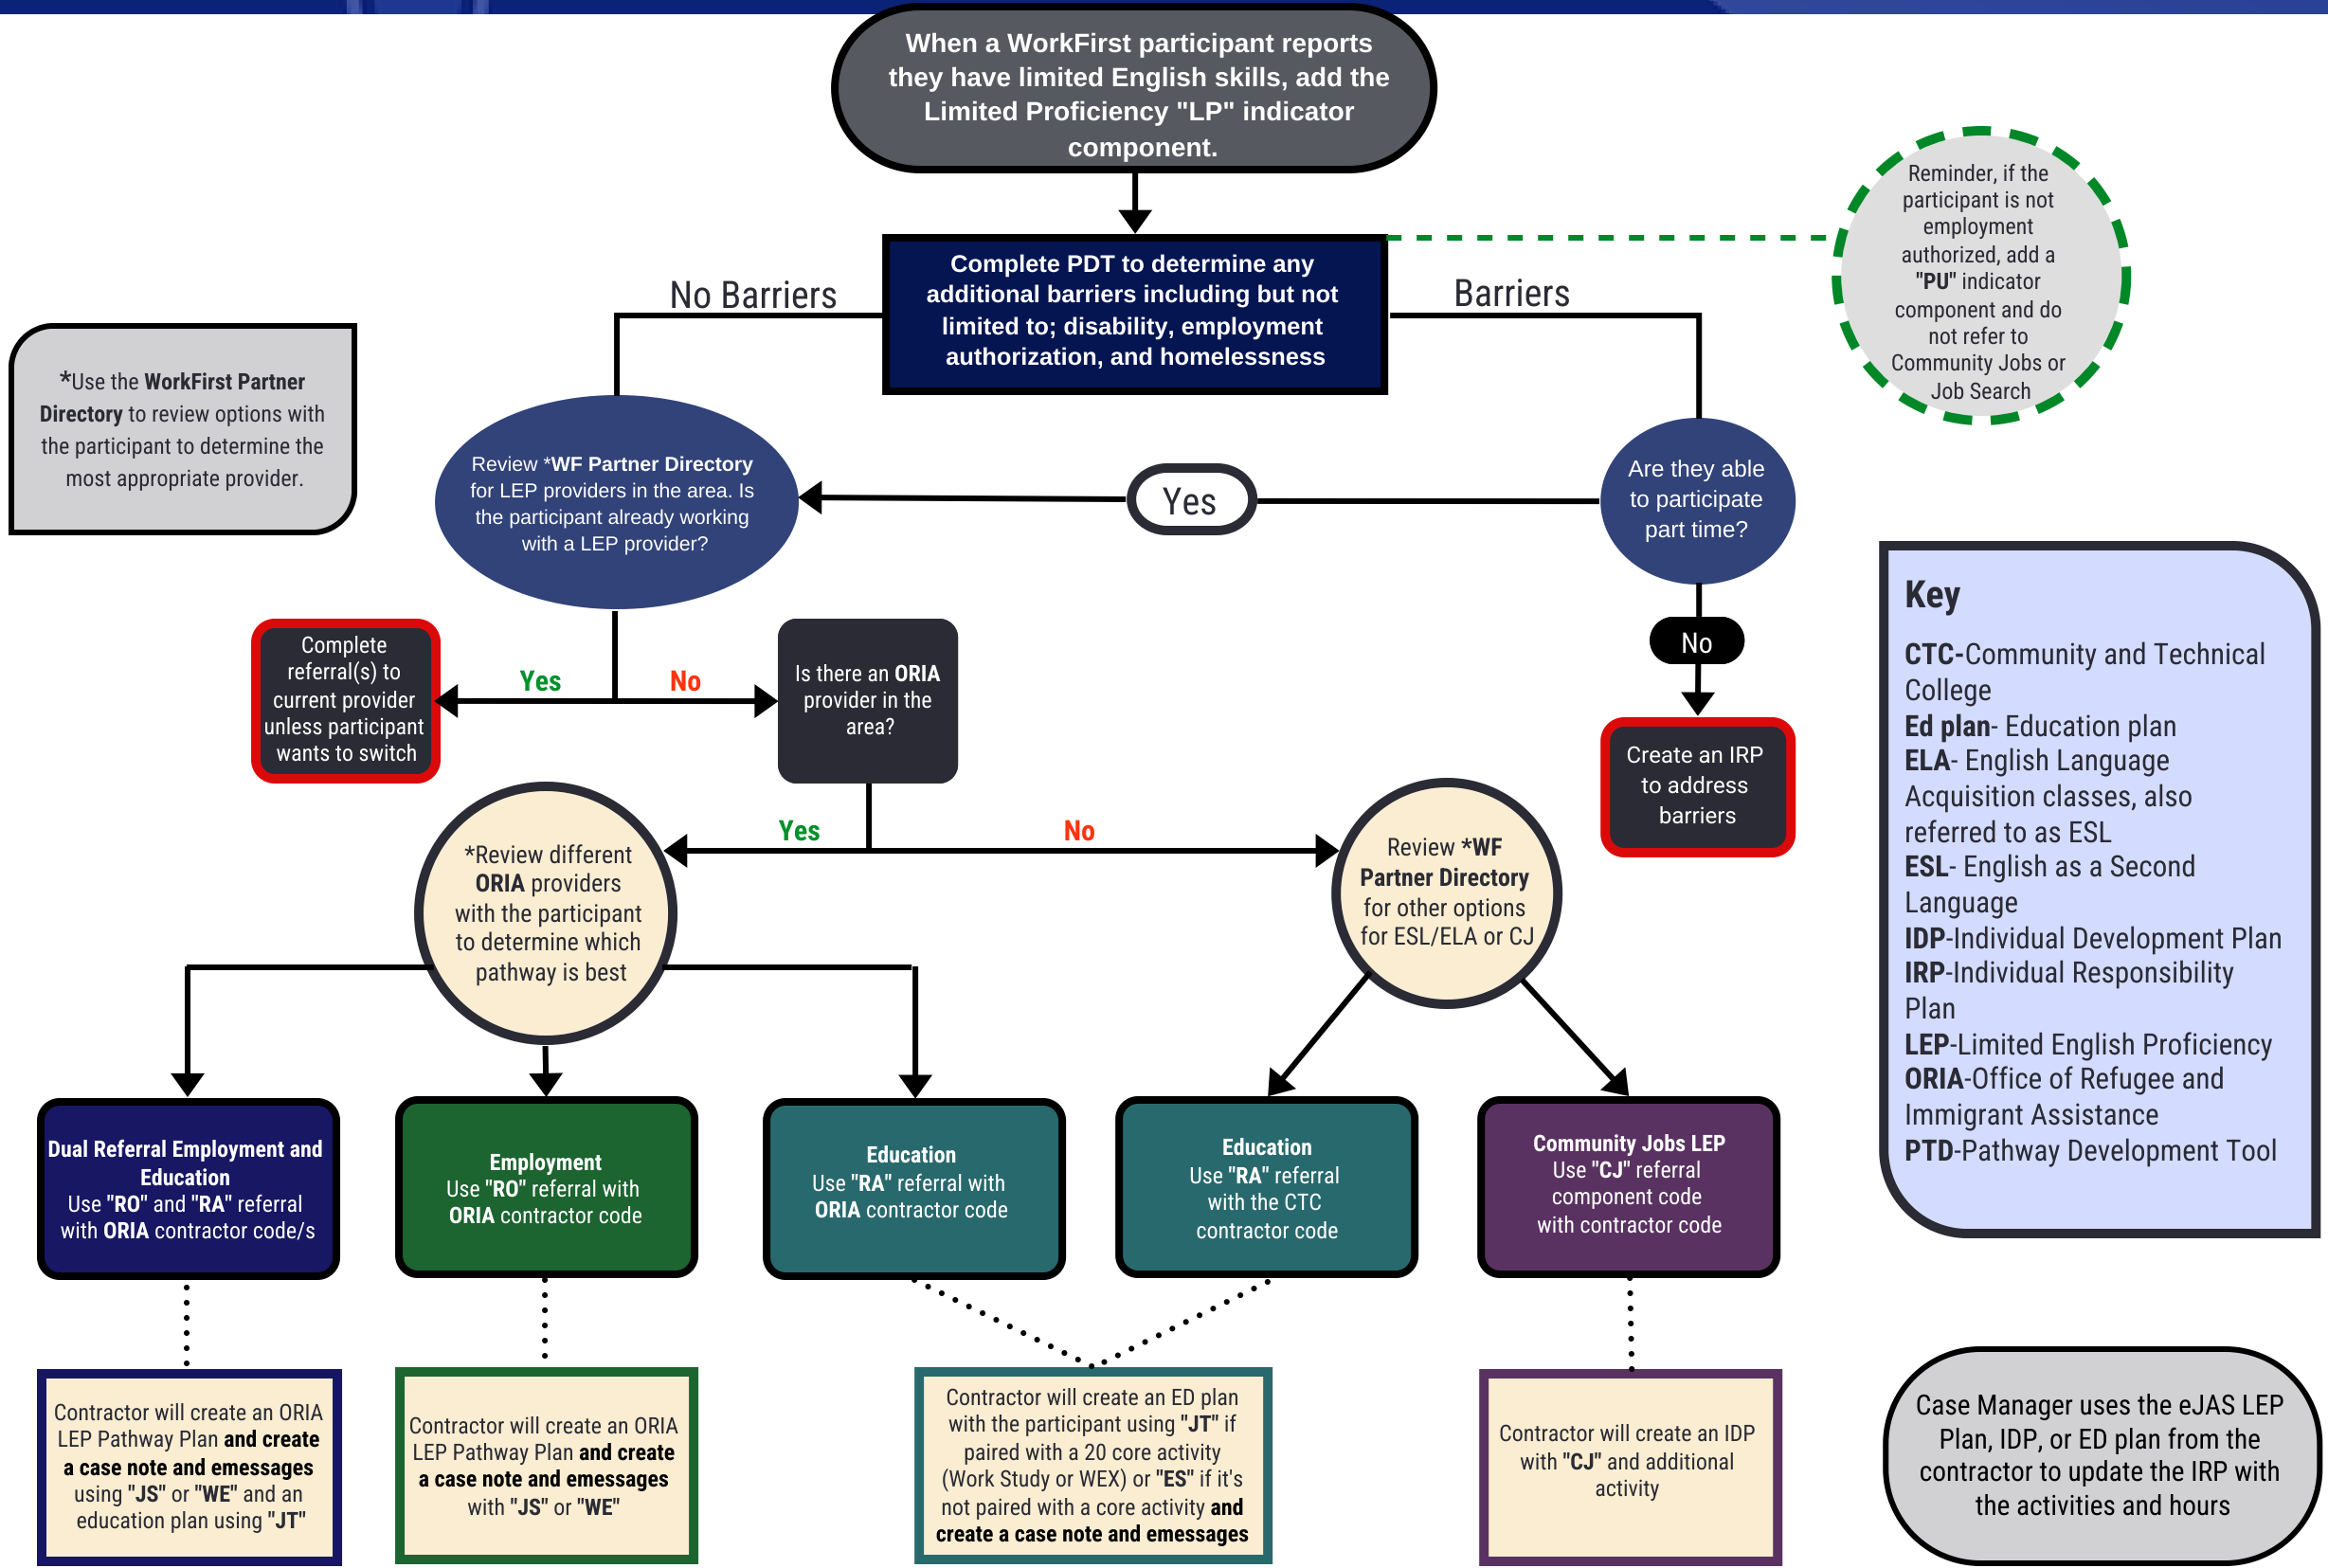 When a WorkFirst participant reports
they have limited English skills, add the
Limited Proficiency "LP" indicator
component.
Reminder, if the
participant is not
employment
authorized, add a
"PU" indicator
component and do
not refer to
Community Jobs or
Job Search
Complete PDT to determine any
additional barriers including but not
limited to; disability, employment
authorization, and homelessness
No Barriers
Barriers
*Use the WorkFirst Partner
Directory to review options with
the participant to determine the
most appropriate provider.
Review *WF Partner Directory
for LEP providers in the area. Is
the participant already working
with a LEP provider?
Yes
Are they able
to participate
part time?
No
Create an IRP
to address
barriers
Complete
referral(s) to
current provider
unless participant
wants to switch
Yes
No
Is there an ORIA
provider in the
area?
Yes
No
*Review different
ORIA providers
with the participant
to determine which
pathway is best
Review *WF
Partner Directory
for other options
for ESL/ELA or CJ
Key
CTC-Community and Technical
College
Ed plan- Education plan
ELA- English Language
Acquisition classes, also
referred to as ESL
ESL- English as a Second
Language
IDP-Individual Development Plan
IRP-Individual Responsibility
Plan
LEP-Limited English Proficiency
ORIA-Office of Refugee and
Immigrant Assistance
PTD-Pathway Development Tool
Dual Referral Employment and
Education
Use "RO" and "RA" referral
with ORIA contractor code/s
Employment
Use "RO" referral with
ORIA contractor code
Education
Use "RA" referral with
ORIA contractor code
Education
Use "RA" referral
with the CTC
contractor code
Community Jobs LEP
Use "CJ" referral
component code
with contractor code
Contractor will create an ORIA
LEP Pathway Plan and create
a case note and emessages
using "JS" or "WE" and an
education plan using "JT"
Contractor will create an ORIA
LEP Pathway Plan and create
a case note and emessages
with "JS" or "WE"
Contractor will create an ED plan
with the participant using "JT" if
paired with a 20 core activity
(Work Study or WEX) or "ES" if it's
not paired with a core activity and
create a case note and emessages
Contractor will create an IDP
with "CJ" and additional
activity
Case Manager uses the eJAS LEP
Plan, IDP, or ED plan from the
contractor to update the IRP with
the activities and hours